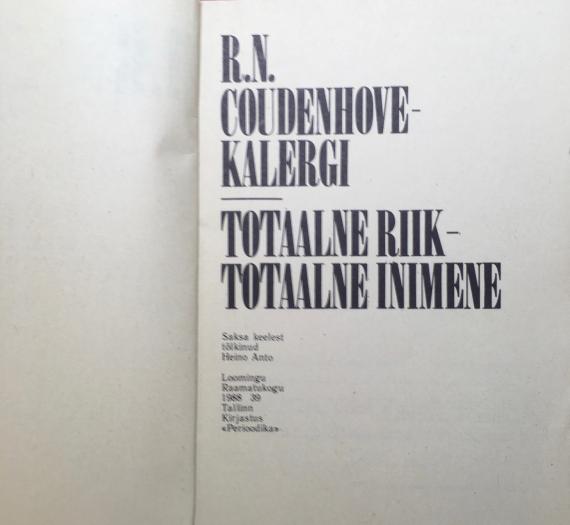 R.N.
COUDENHOVE-
KALERGI
TOTAALNE RIIK-
TOTAALNE INIMENE
Saksa keelest
tõlkinud
Heino Anto
Loomingu
Raamatukogu
1988 39
Tallinn
Kirjastus
«Perioodika»